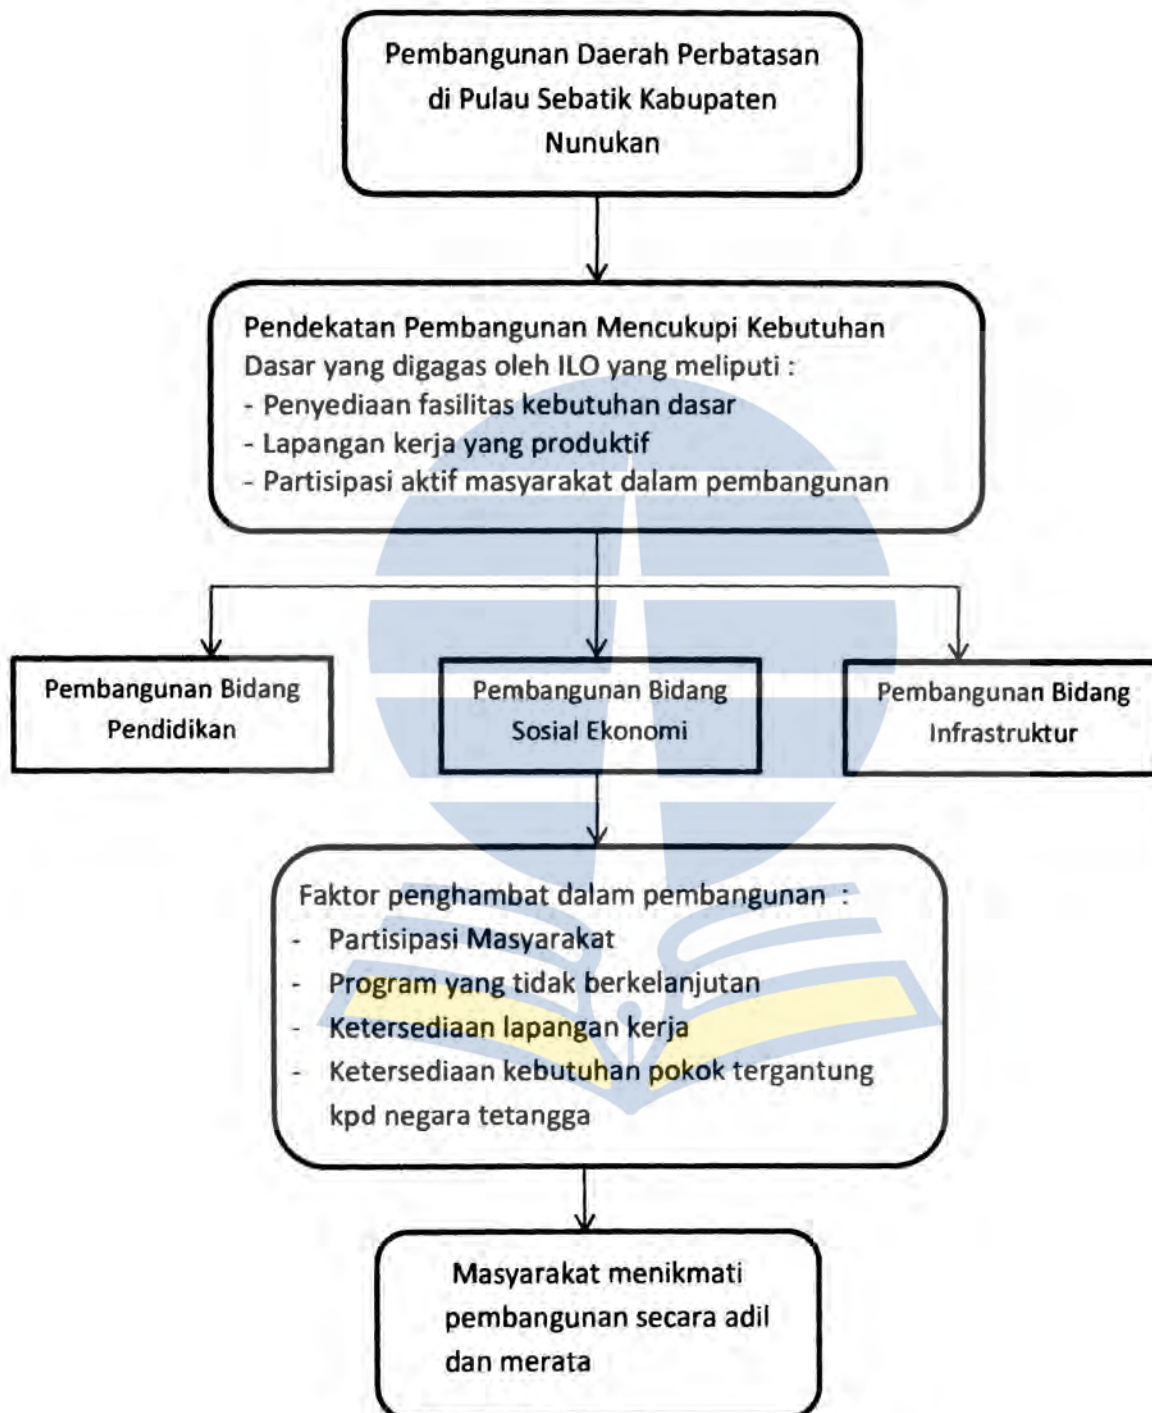 Pembangunan Daerah Perbatasan
di Pulau Sebatik Kabupaten
Nunukan
Pendekatan Pembangunan Mencukupi Kebutuhan
Dasar yang digagas oleh ILO yang meliputi :
- Penyediaan fasilitas kebutuhan dasar
- Lapangan kerja yang produktif
- Partisipasi aktif masyarakat dalam pembangunan
Pembangunan Bidang
Pendidikan
Pembangunan Bidang
Sosial Ekonomi
Pembangunan Bidang
Infrastruktur
Faktor penghambat dalam pembangunan :
- Partisipasi Masyarakat
- Program yang tidak berkelanjutan
- Ketersediaan lapangan kerja
- Ketersediaan kebutuhan pokok tergantung
kpd negara tetangga
Masyarakat menikmati
pembangunan secara adil
dan merata